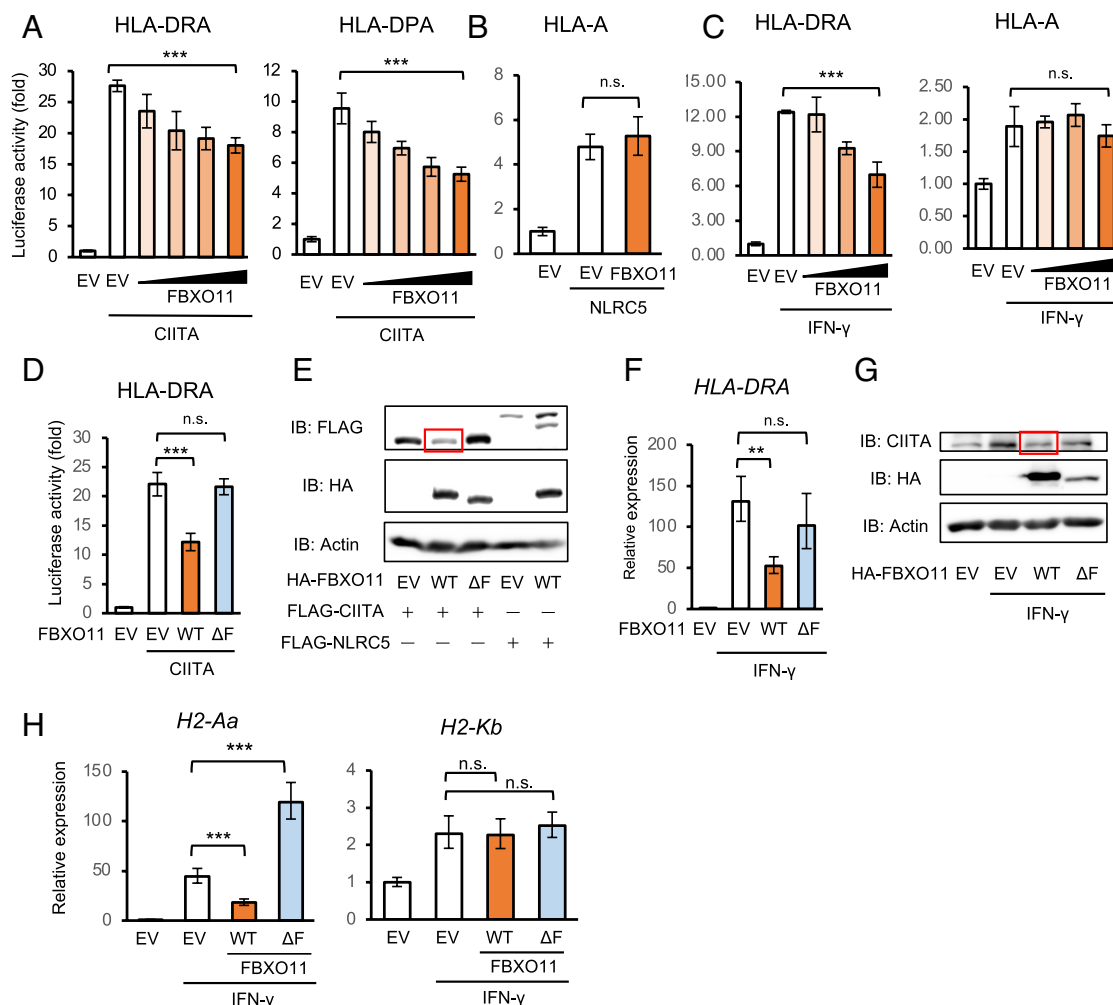 A
HLA-DRA
HLA-DPA
B
HLA-A
C
HLA-DRA
HLA-A
Luciferase activity (fold)
30
25
20
15
10
5
0
***
EV EV
FBXO11
CIITA
12
10
8
6
4
2
0
***
EV EV
FBXO11
CIITA
8
6
4
2
0
n.s.
EV EV FBXO11
NLRC5
15.00
12.00
9.00
6.00
3.00
0.00
***
EV EV
FBXO11
IFN-γ
2.50
2.00
1.50
1.00
0.50
0.00
n.s.
EV EV
FBXO11
IFN-γ
D
HLA-DRA
Luciferase activity (fold)
30
25
20
15
10
5
0
n.s.
***
FBXO11 EV EV WT ΔF
CIITA
E
IB: FLAG
IB: HA
IB: Actin
HA-FBXO11 EV WT ΔF EV WT
FLAG-CIITA + + + — —
FLAG-NLRC5 — — — + +
F
HLA-DRA
Relative expression
200
150
100
50
0
n.s.
**
FBXO11 EV EV WT ΔF
IFN-γ
G
IB: CIITA
IB: HA
IB: Actin
HA-FBXO11 EV EV WT ΔF
IFN-γ
H
H2-Aa
Relative expression
150
100
50
0
***
***
EV EV WT ΔF
FBXO11
IFN-γ
H2-Kb
4
3
2
1
0
n.s.
n.s.
EV EV WT ΔF
FBXO11
IFN-γ